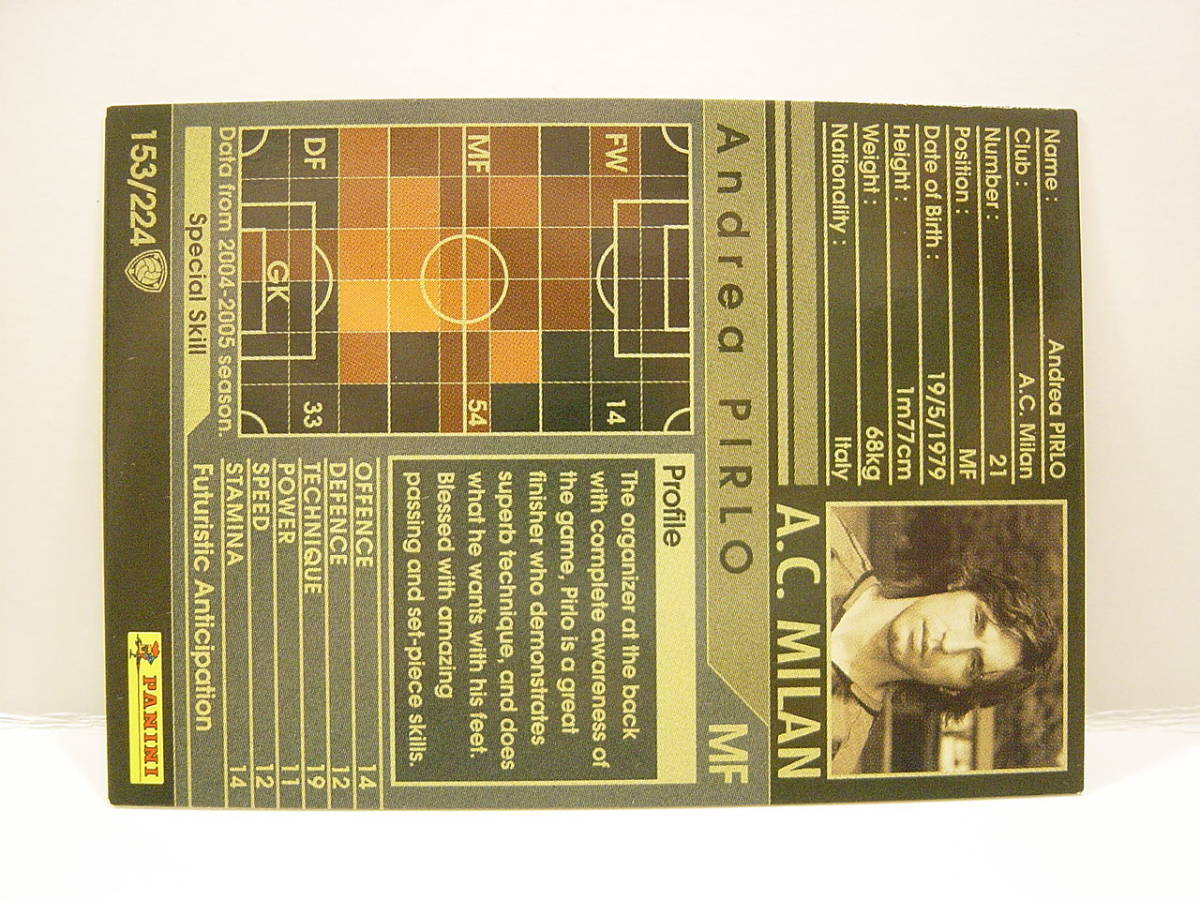 Name : Andrea PIRLO
Club : A.C. Milan
Number : 21
Position : MF
Date of Birth : 19/5/1979
Height : 1m77cm
Weight : 68kg
Nationality : Italy
A.C. MILAN
Andrea PIRLO
MF
FW 14
MF 54
DF 33
GK
Data from 2004-2005 season.
Profile
The organizer at the back
with complete awareness of
the game, Pirlo is a great
finisher who demonstrates
superb technique, and does
what he wants with his feet.
Blessed with amazing
passing and set-piece skills.
OFFENCE 14
DEFENCE 12
TECHNIQUE 19
POWER 11
SPEED 12
STAMINA 14
Special Skill
Futuristic Anticipation
153/224
PANINI